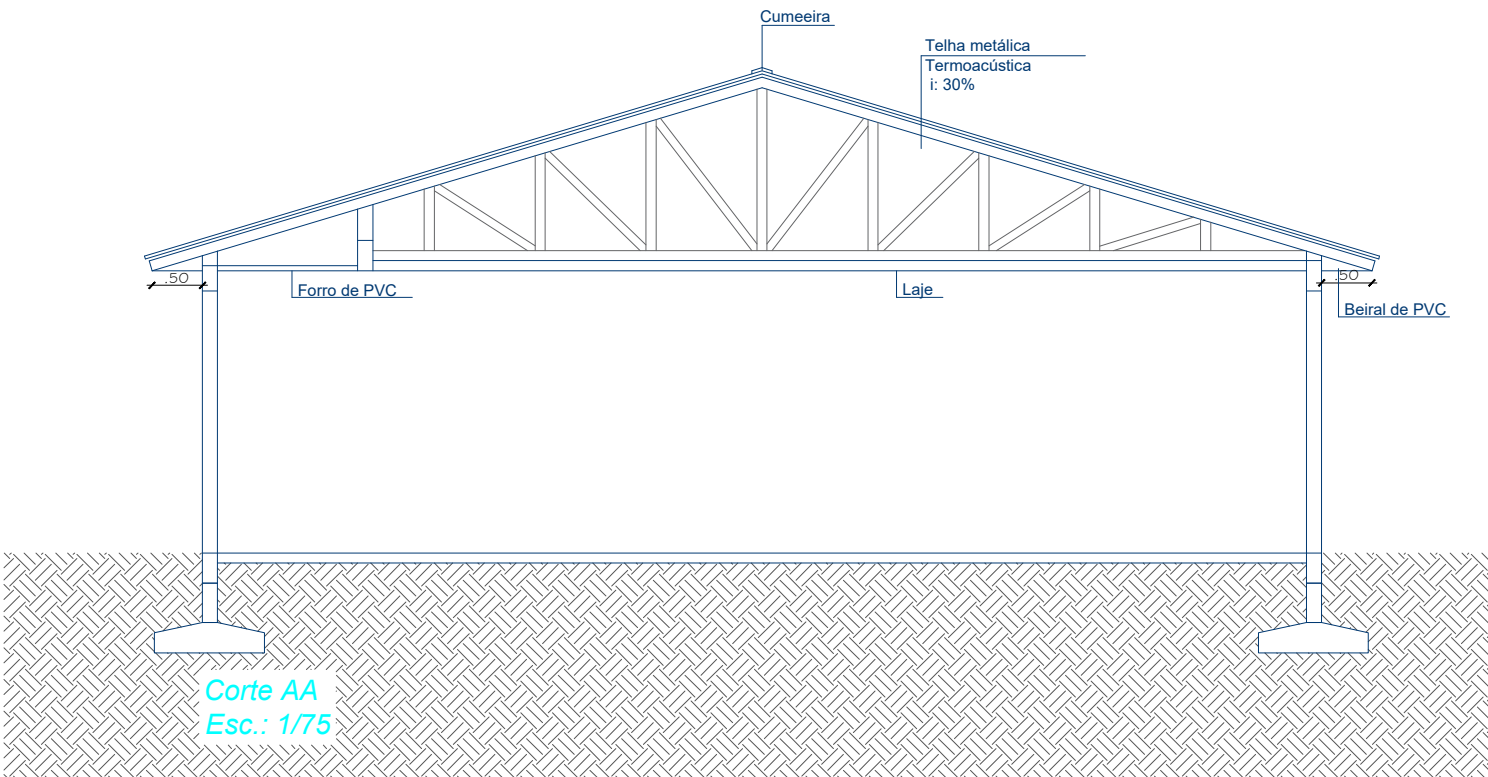 Cumeeira
Telha metálica
Termoacústica
i: 30%
.50
Forro de PVC
Laje
.50
Beiral de PVC
Corte AA
Esc.: 1/75